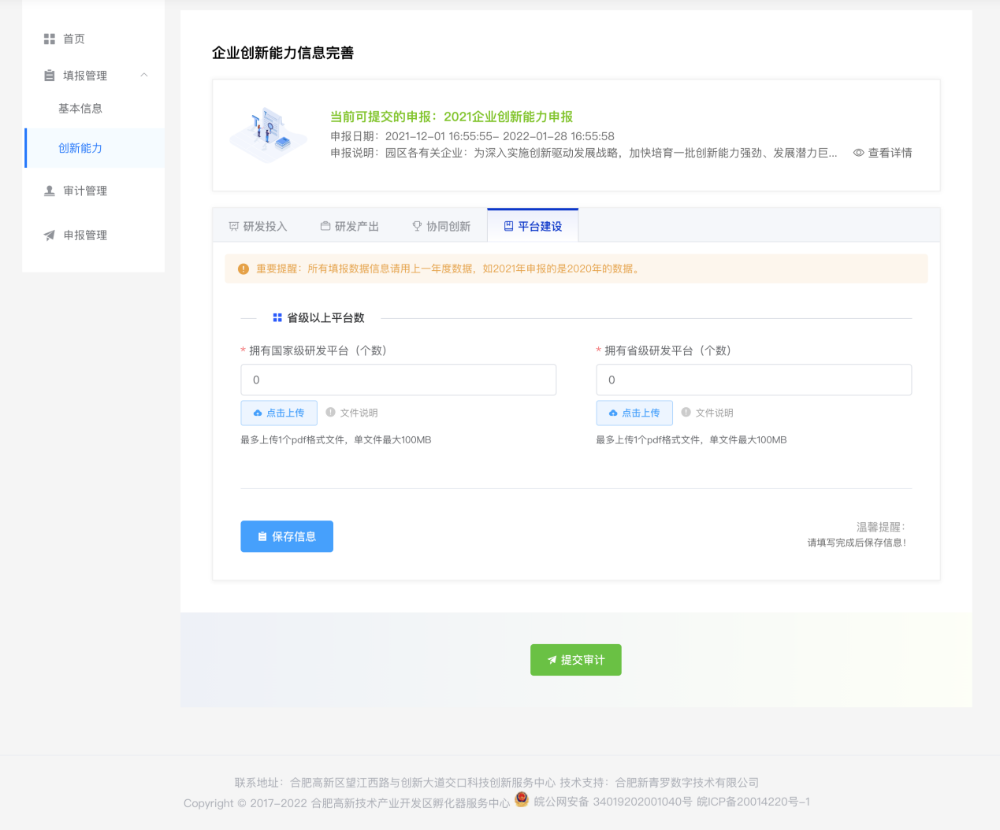 首页
填报管理
基本信息
创新能力
审计管理
申报管理
企业创新能力信息完善
当前可提交的申报：2021企业创新能力申报
申报日期：2021-12-01 16:55:55- 2022-01-28 16:55:58
申报说明：园区各有关企业：为深入实施创新驱动发展战略，加快培育一批创新能力强劲、发展潜力巨... 查看详情
研发投入 研发产出 协同创新 平台建设
重要提醒：所有填报数据信息请用上一年度数据，如2021年申报的是2020年的数据。
省级以上平台数
* 拥有国家级研发平台（个数） * 拥有省级研发平台（个数）
0 0
点击上传 文件说明 点击上传 文件说明
最多上传1个pdf格式文件，单文件最大100MB 最多上传1个pdf格式文件，单文件最大100MB
保存信息
温馨提醒：
请填写完成后保存信息！
提交审计
联系地址：合肥高新区望江西路与创新大道交口科技创新服务中心 技术支持：合肥新青罗数字技术有限公司
Copyright © 2017-2022 合肥高新技术产业开发区孵化器服务中心 皖公网安备 34019202001040号 皖ICP备20014220号-1